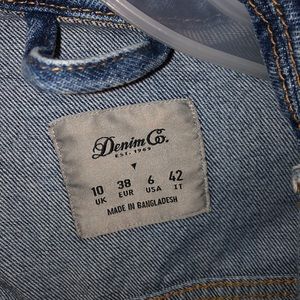 Denim Co.
EST. 1969
10 38 6 42
UK EUR USA IT
MADE IN BANGLADESH